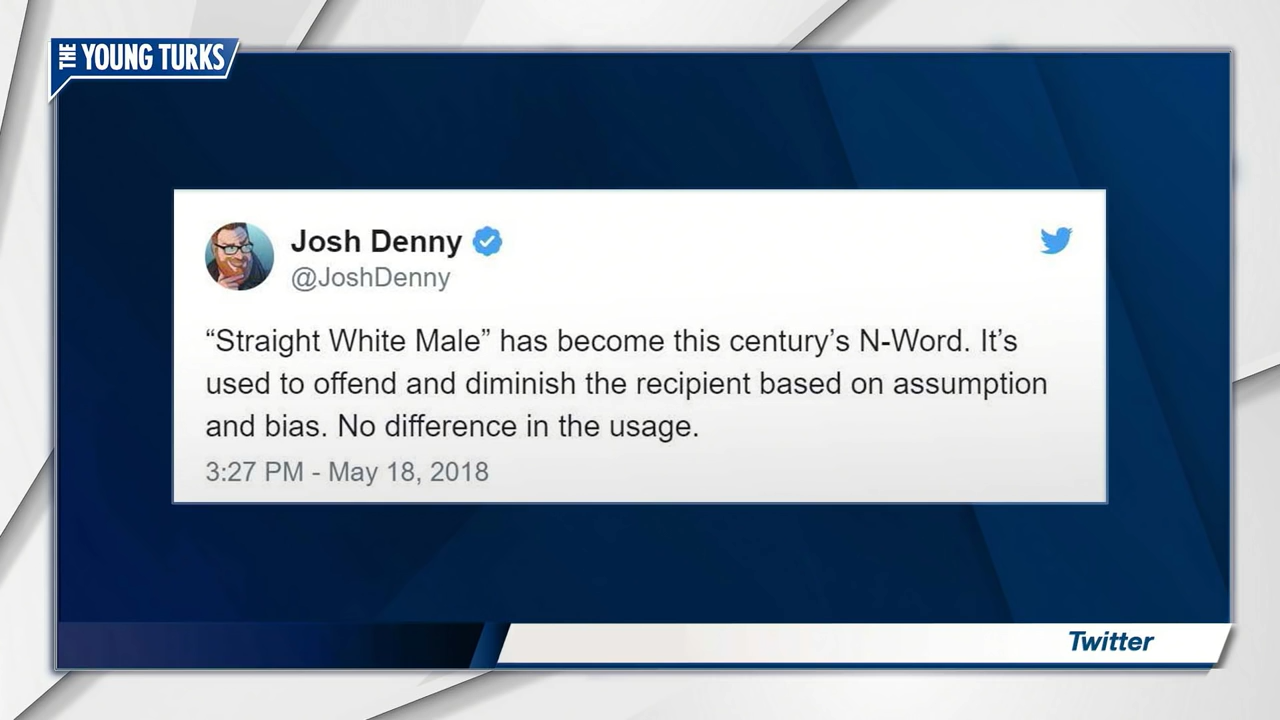 THE YOUNG TURKS
Josh Denny
@JoshDenny
“Straight White Male” has become this century’s N-Word. It’s
used to offend and diminish the recipient based on assumption
and bias. No difference in the usage.
3:27 PM - May 18, 2018
Twitter